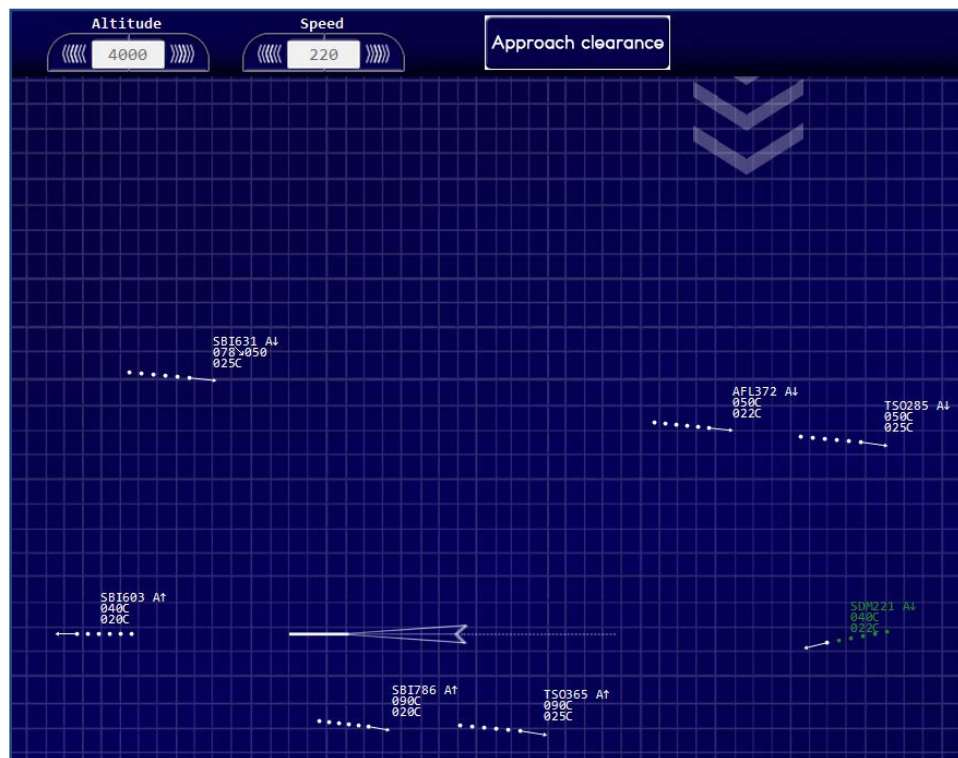 Altitude
Speed
4000
220
Approach clearance
SBI631 A↓
078↘050
025C
AFL372 A↓
050C
022C
TSO285 A↓
050C
025C
SBI603 A↑
040C
020C
SDM221 A↓
040C
022C
SBI786 A↑
090C
020C
TSO365 A↑
090C
025C